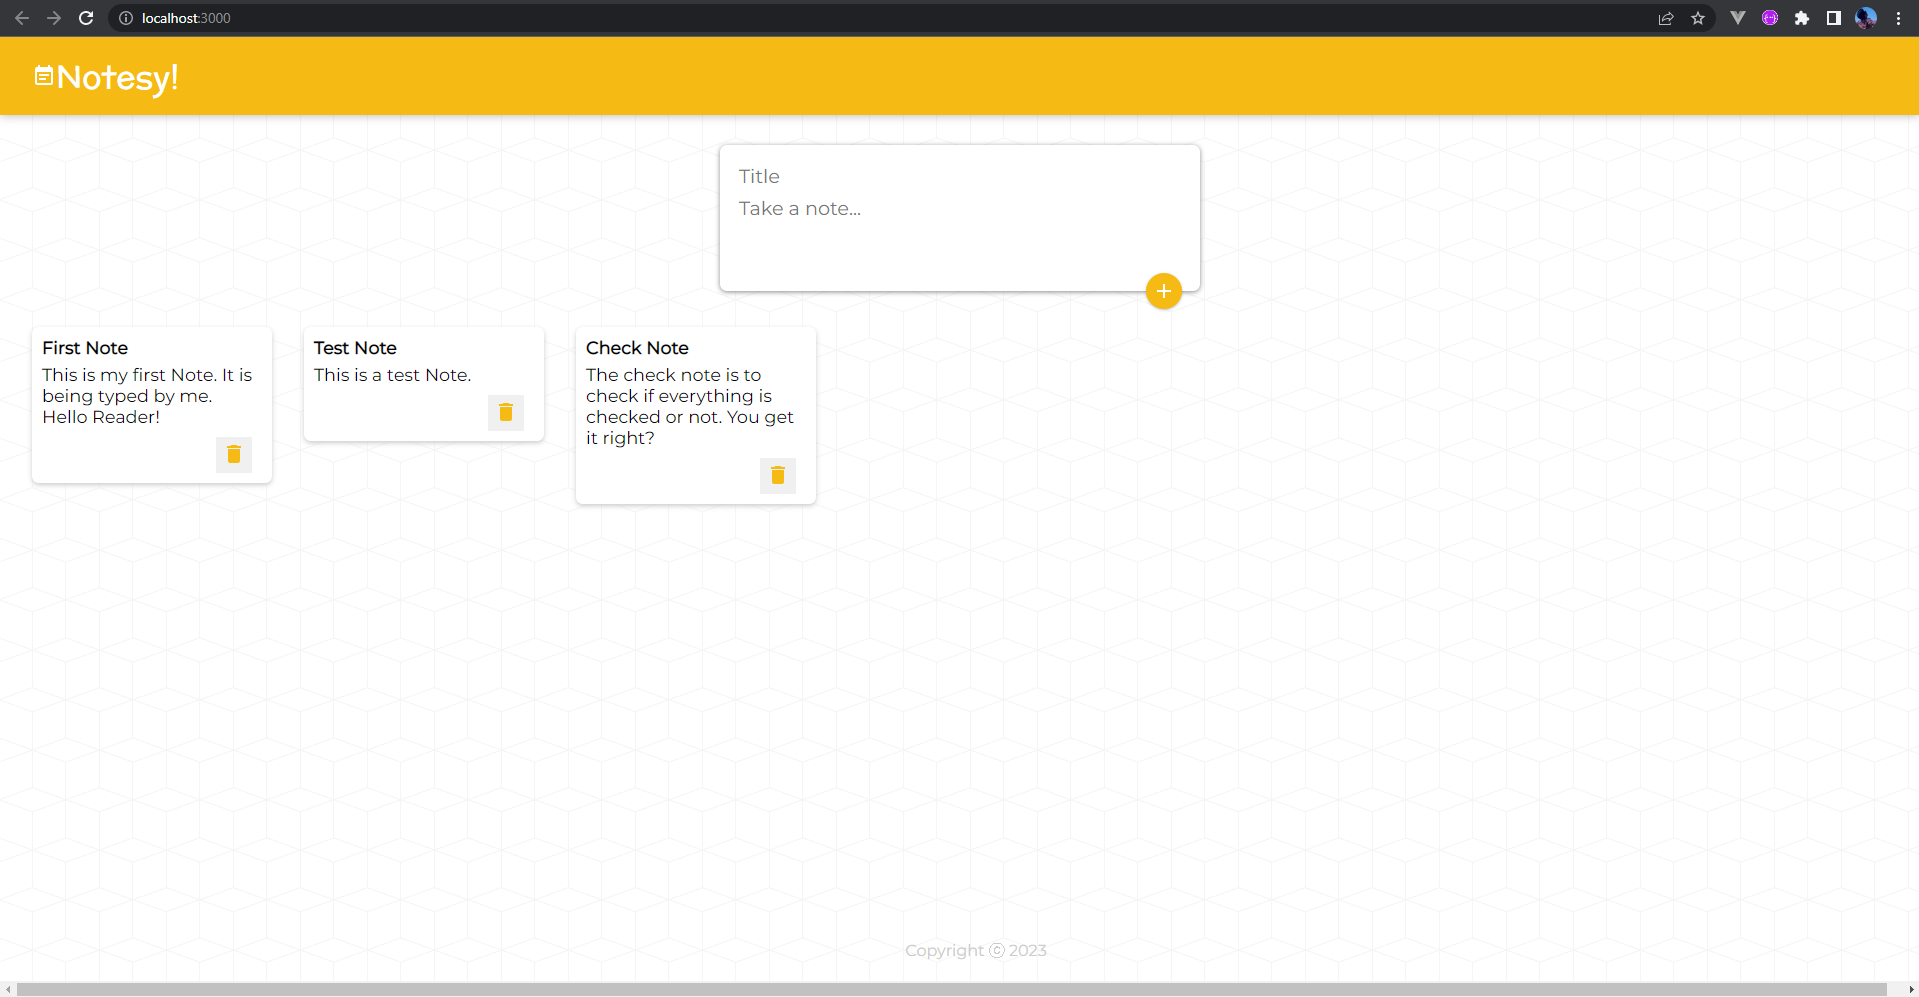 localhost:3000
Notesy!
Title
Take a note...
First Note
This is my first Note. It is
being typed by me.
Hello Reader!
Test Note
This is a test Note.
Check Note
The check note is to
check if everything is
checked or not. You get
it right?
Copyright ⓒ 2023